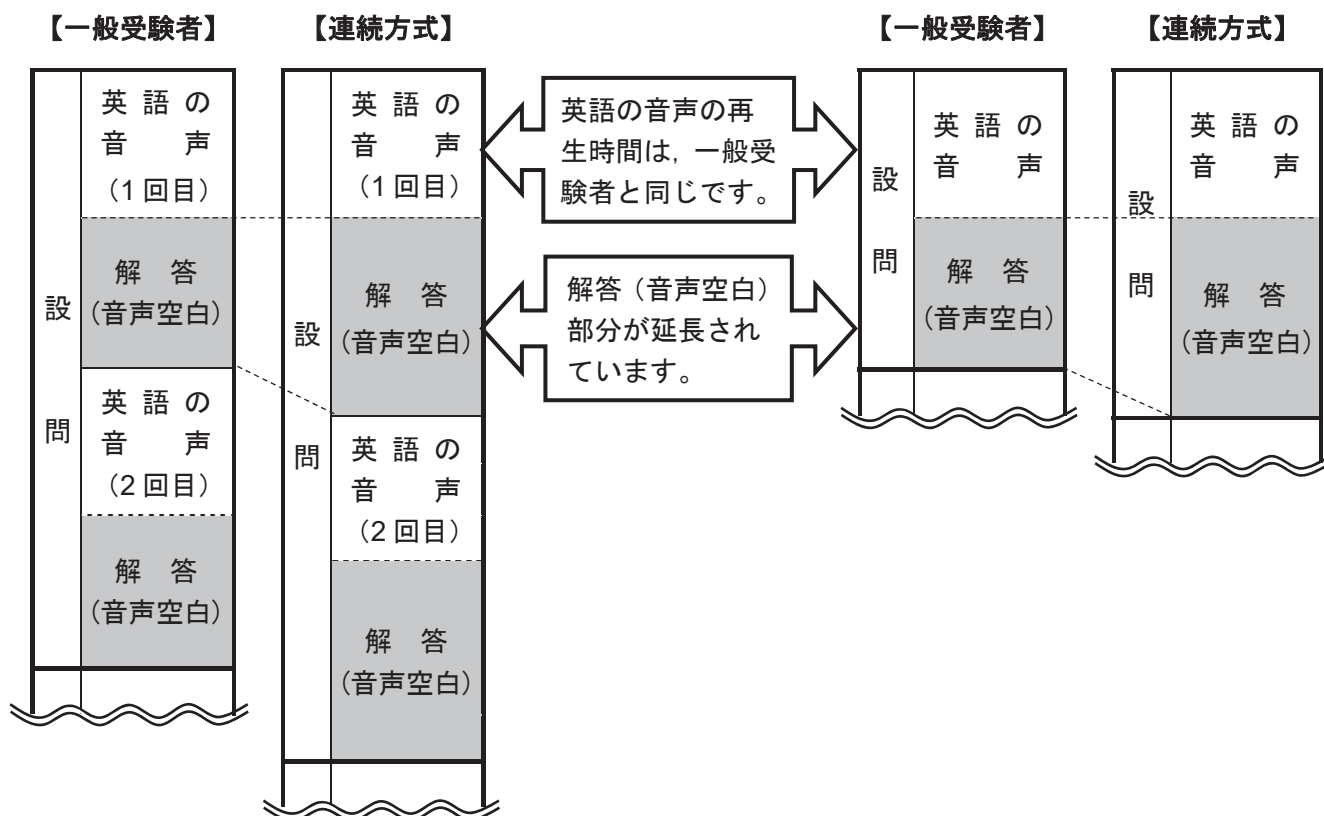 【一般受験者】
設問
英語の
音声
(1回目)
解答
(音声空白)
英語の
音声
(2回目)
解答
(音声空白)
【連続方式】
設問
英語の
音声
(1回目)
解答
(音声空白)
英語の
音声
(2回目)
解答
(音声空白)
英語の音声の再
生時間は，一般受
験者と同じです。
解答（音声空白）
部分が延長され
ています。
【一般受験者】
設問
英語の
音声
解答
(音声空白)
【連続方式】
設問
英語の
音声
解答
(音声空白)